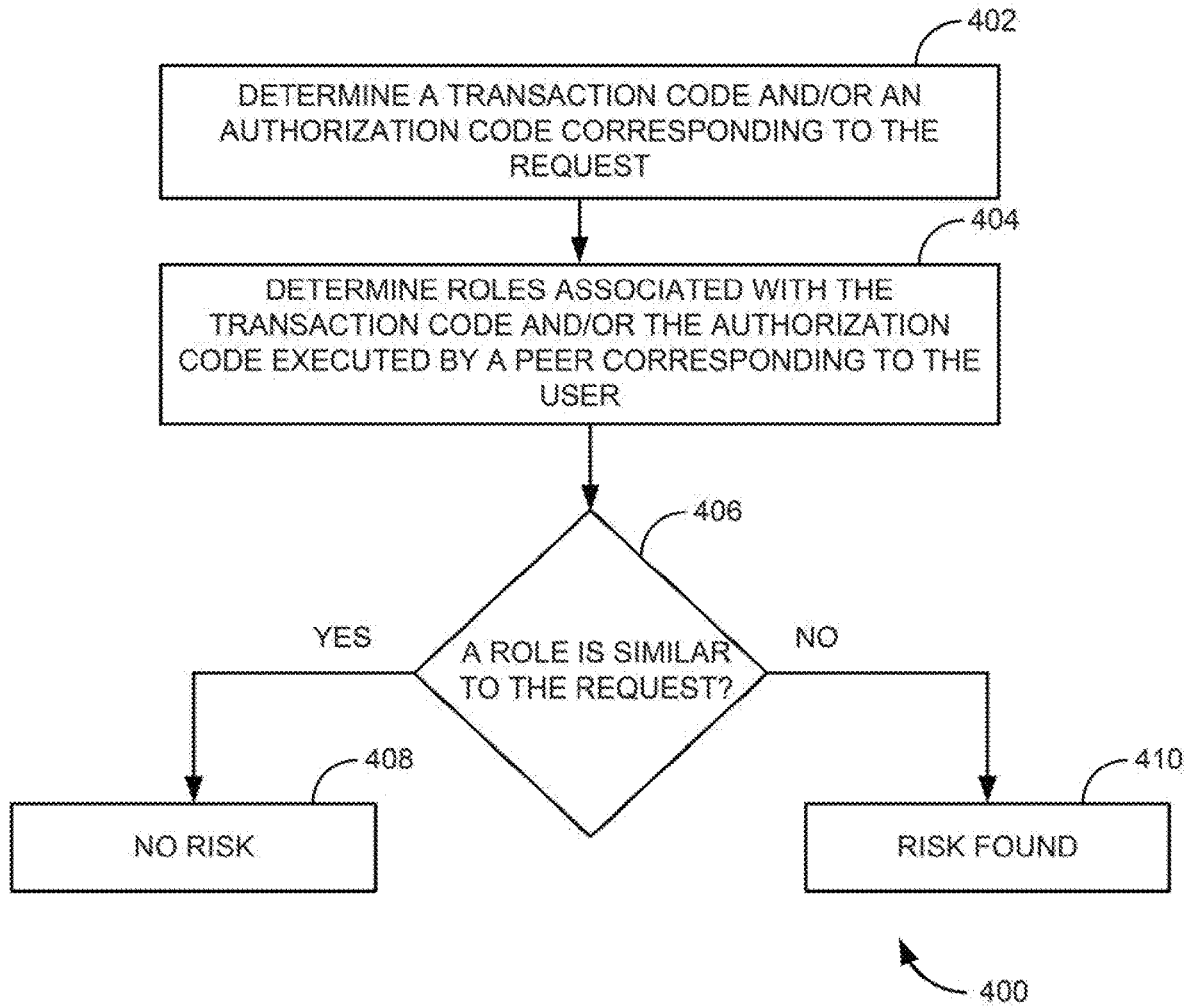 402
DETERMINE A TRANSACTION CODE AND/OR AN
AUTHORIZATION CODE CORRESPONDING TO THE
REQUEST
404
DETERMINE ROLES ASSOCIATED WITH THE
TRANSACTION CODE AND/OR THE AUTHORIZATION
CODE EXECUTED BY A PEER CORRESPONDING TO THE
USER
406
YES
NO
A ROLE IS SIMILAR
TO THE REQUEST?
408
410
NO RISK
RISK FOUND
400